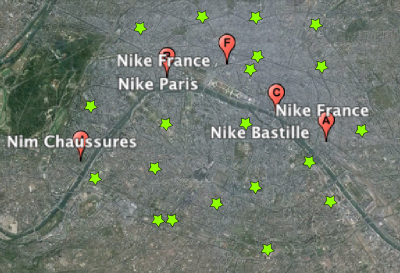 F
Nike France
Nike Paris
C
Nike France
A
Nike Bastille
Nim Chaussures